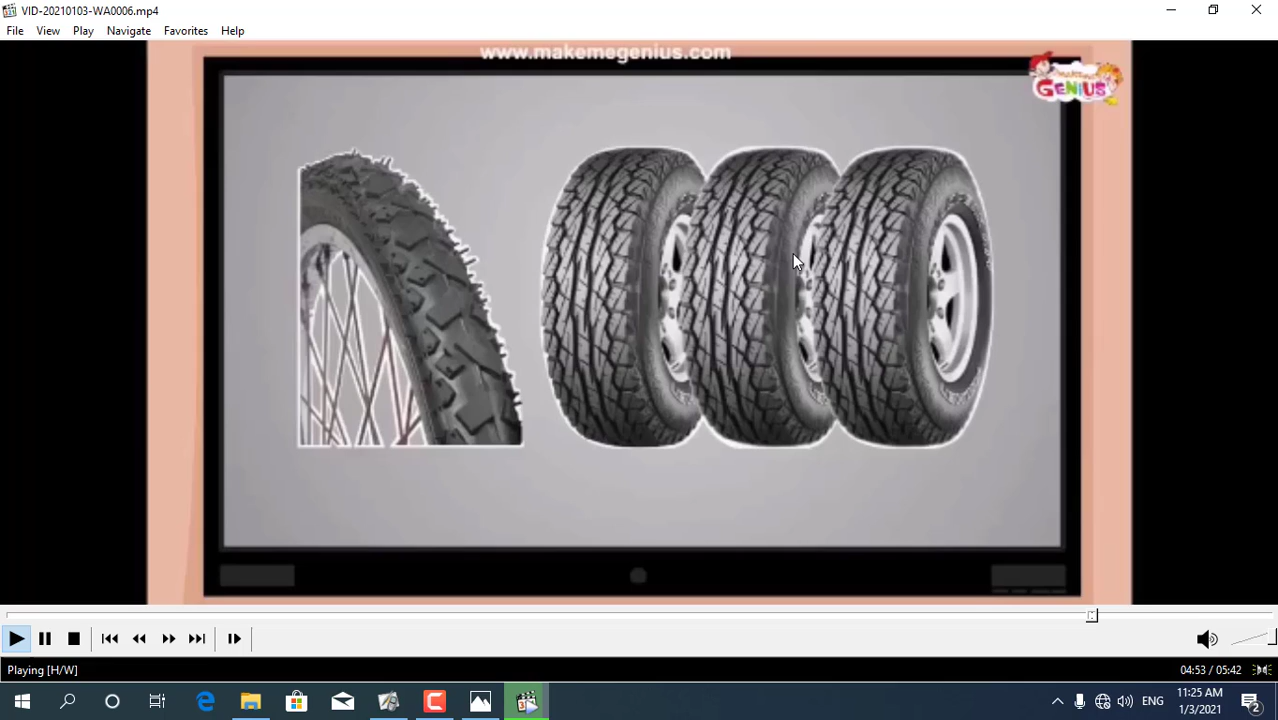 VID-20210103-WA0006.mp4
File View Play Navigate Favorites Help
www.makemegenius.com
GENIUS
Playing [H/W]
04:53 / 05:42
ENG
11:25 AM
1/3/2021
2